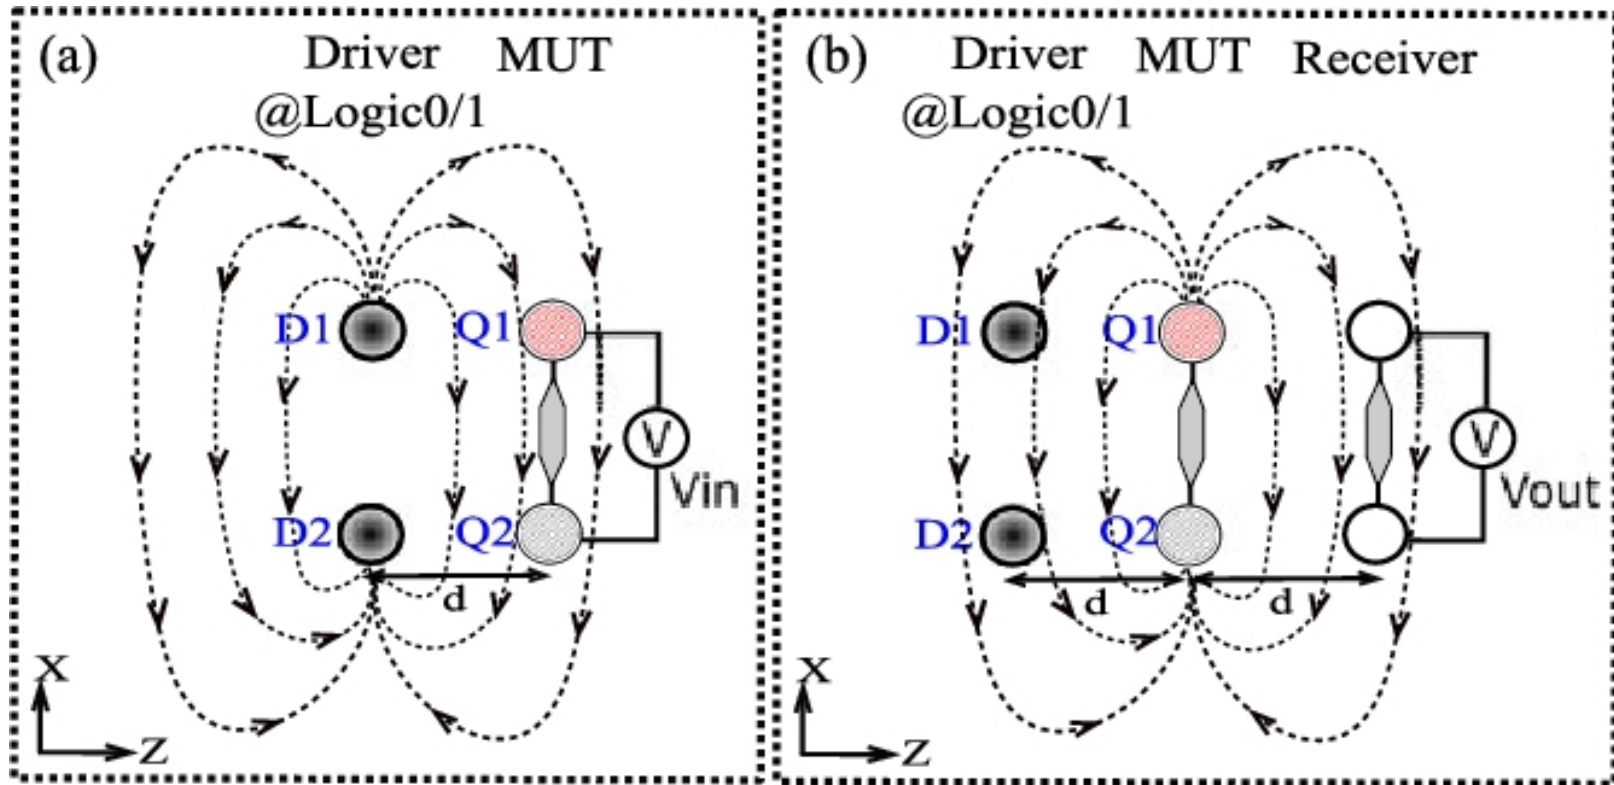 (a) Driver MUT
@Logic0/1
D1 Q1
V
Vin
D2 Q2
d
X
Z
(b) Driver MUT Receiver
@Logic0/1
D1 Q1
V
Vout
D2 Q2
d d
X
Z